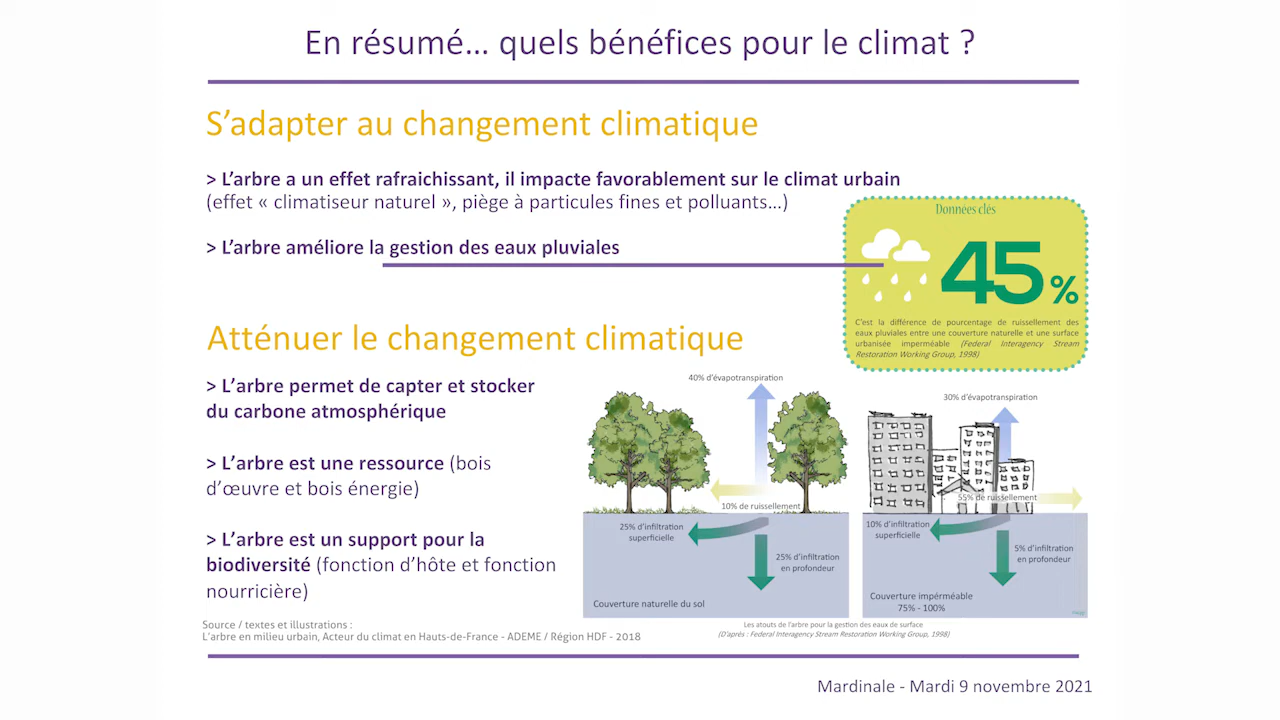 En résumé... quels bénéfices pour le climat ?
S'adapter au changement climatique
> L'arbre a un effet rafraichissant, il impacte favorablement sur le climat urbain
(effet « climatiseur naturel », piège à particules fines et polluants...)
> L'arbre améliore la gestion des eaux pluviales
Données clés
45 %
C'est la différence de pourcentage de ruissellement des
eaux pluviales entre une couverture naturelle et une surface
urbanisée imperméable (Federal Interagency Stream
Restoration Working Group, 1998)
Atténuer le changement climatique
> L'arbre permet de capter et stocker
du carbone atmosphérique
> L'arbre est une ressource (bois
d'œuvre et bois énergie)
> L'arbre est un support pour la
biodiversité (fonction d'hôte et fonction
nourricière)
40% d'évapotranspiration
10% de ruissellement
25% d'infiltration
superficielle
25% d'infiltration
en profondeur
Couverture naturelle du sol
30% d'évapotranspiration
55% de ruissellement
10% d'infiltration
superficielle
5% d'infiltration
en profondeur
Couverture impérméable
75% - 100%
Les atouts de l'arbre pour la gestion des eaux de surface
(D'après : Federal Interagency Stream Restoration Working Group, 1998)
Source / textes et illustrations :
L'arbre en milieu urbain, Acteur du climat en Hauts-de-France - ADEME / Région HDF - 2018
Mardinale - Mardi 9 novembre 2021